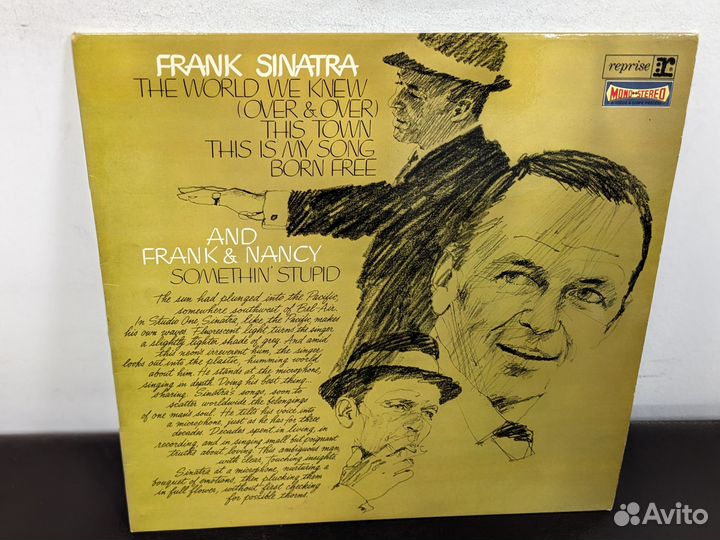 FRANK SINATRA
THE WORLD WE KNEW
(OVER & OVER)
THIS TOWN
THIS IS MY SONG
BORN FREE
reprise
MONO STEREO
AND
FRANK & NANCY
SOMETHIN' STUPID
The sun had plunged into the Pacific,
somewhere southwest of Bel-Air.
In Studio One Sinatra, like the Pacific, makes
his own waves. Fluorescent light turns the singer
a slightly lighter shade of grey. And amid
this neon's irreverent hum, the singer
looks out into the plastic, humming world
about him. He stands at the microphone,
singing in depth. Doing his best thing...
sharing. Sinatra's songs, soon to
scatter worldwide the belongings
of one man's soul. He tilts his voice into
a microphone, just as he has for three
decades. Decades spent in living, in
recording, and in singing small but poignant
truths about loving. This ambiguous man,
with clear, touching insights.
Sinatra at a microphone, nurturing a
bouquet of emotions, then plucking them
in full flower, without first checking
for possible thorns.
Avito